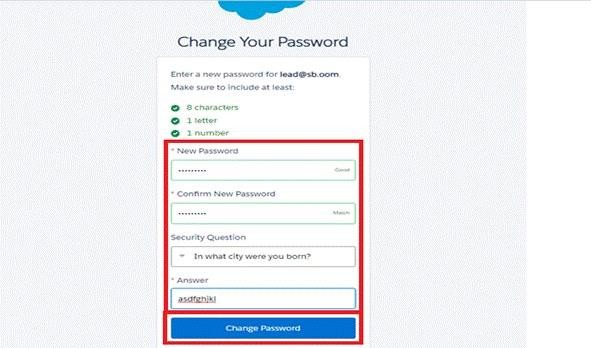 Change Your Password
Enter a new password for lead@sb.oom.
Make sure to include at least:
8 characters
1 letter
1 number
* New Password
••••••••• Good
* Confirm New Password
••••••••• Match
Security Question
In what city were you born?
* Answer
asdfghjkl
Change Password